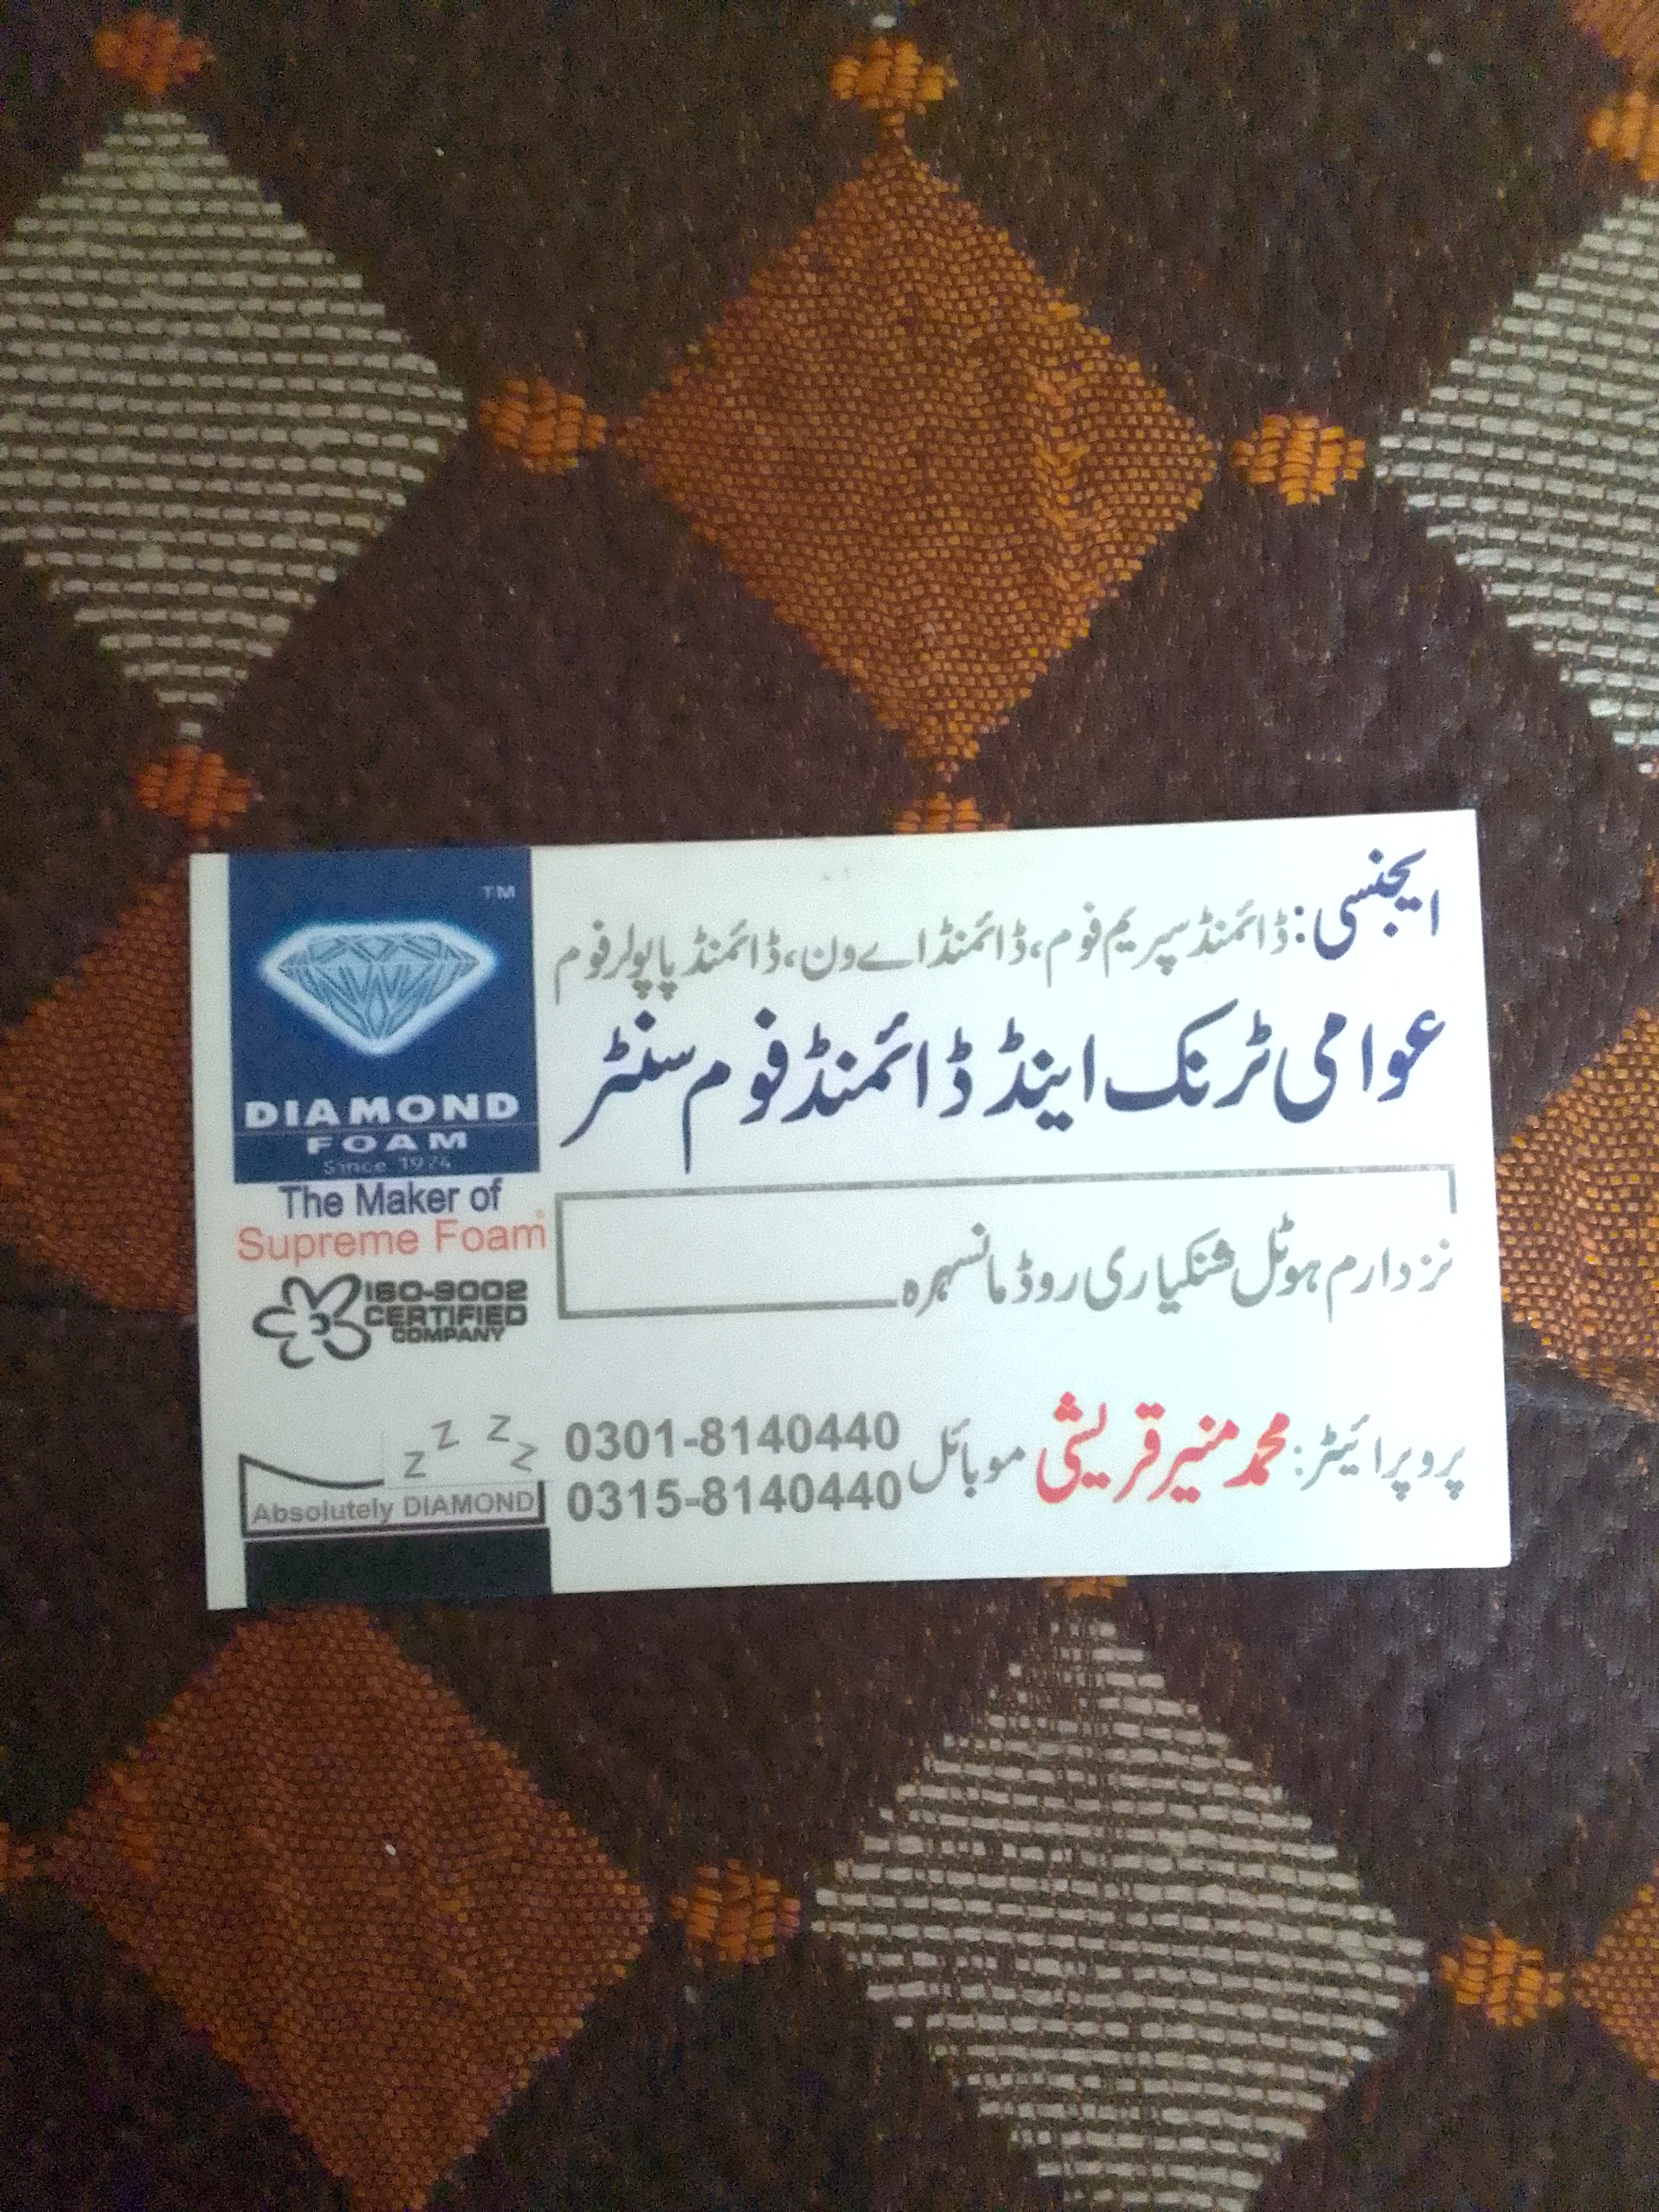 ایجنسی: ڈائمنڈ سپریم فوم، ڈائمنڈ اے ون، ڈائمنڈ پاپولر فوم
عوامی ٹرنک اینڈ ڈائمنڈ فوم سنٹر
نزد ارم ہوٹل شنکیاری روڈ مانسہرہ
پروپرائیٹر: محمد منیر قریشی موبائل
0301-8140440
0315-8140440
TM
DIAMOND
FOAM
Since 1974
The Maker of
Supreme Foam®
ISO-9002
CERTIFIED
COMPANY
z z z z
Absolutely DIAMOND